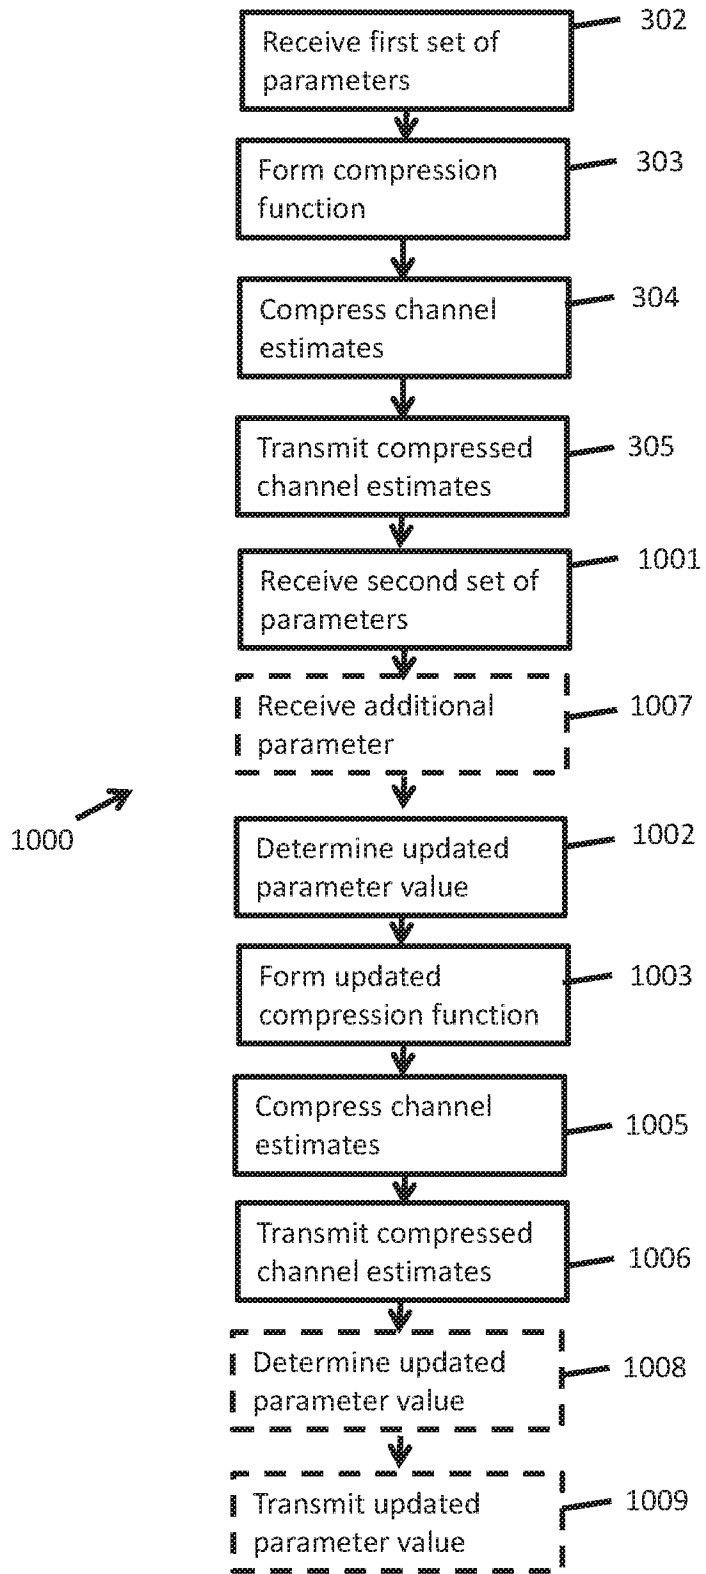 Receive first set of
parameters
302
Form compression
function
303
Compress channel
estimates
304
Transmit compressed
channel estimates
305
Receive second set of
parameters
1001
Receive additional
parameter
1007
1000
Determine updated
parameter value
1002
Form updated
compression function
1003
Compress channel
estimates
1005
Transmit compressed
channel estimates
1006
Determine updated
parameter value
1008
Transmit updated
parameter value
1009